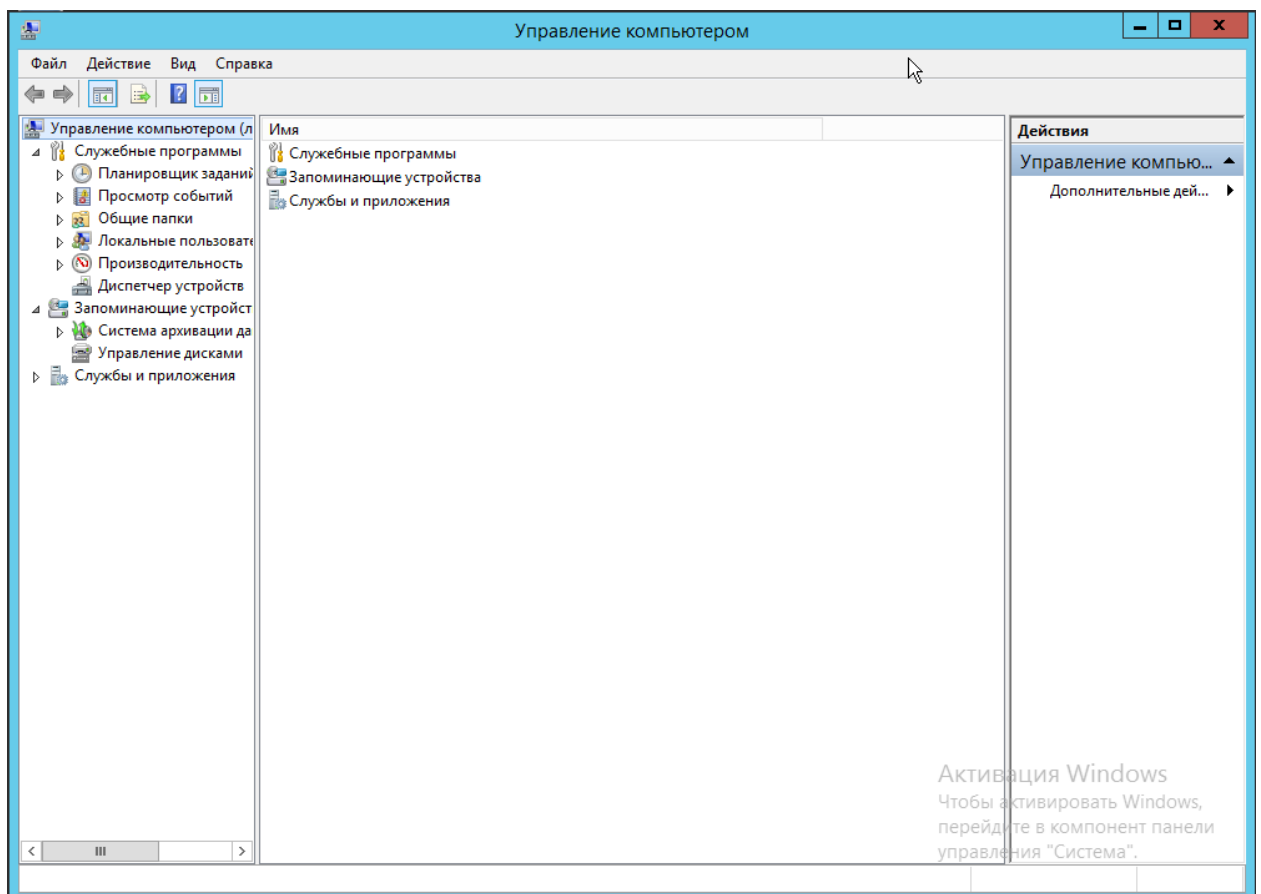 Управление компьютером
Файл Действие Вид Справка
Управление компьютером (л
Служебные программы
Планировщик заданий
Просмотр событий
Общие папки
Локальные пользовате
Производительность
Диспетчер устройств
Запоминающие устройст
Система архивации да
Управление дисками
Службы и приложения
Имя
Служебные программы
Запоминающие устройства
Службы и приложения
Действия
Управление компью...
Дополнительные дей...
Активация Windows
Чтобы активировать Windows,
перейдите в компонент панели
управления "Система".